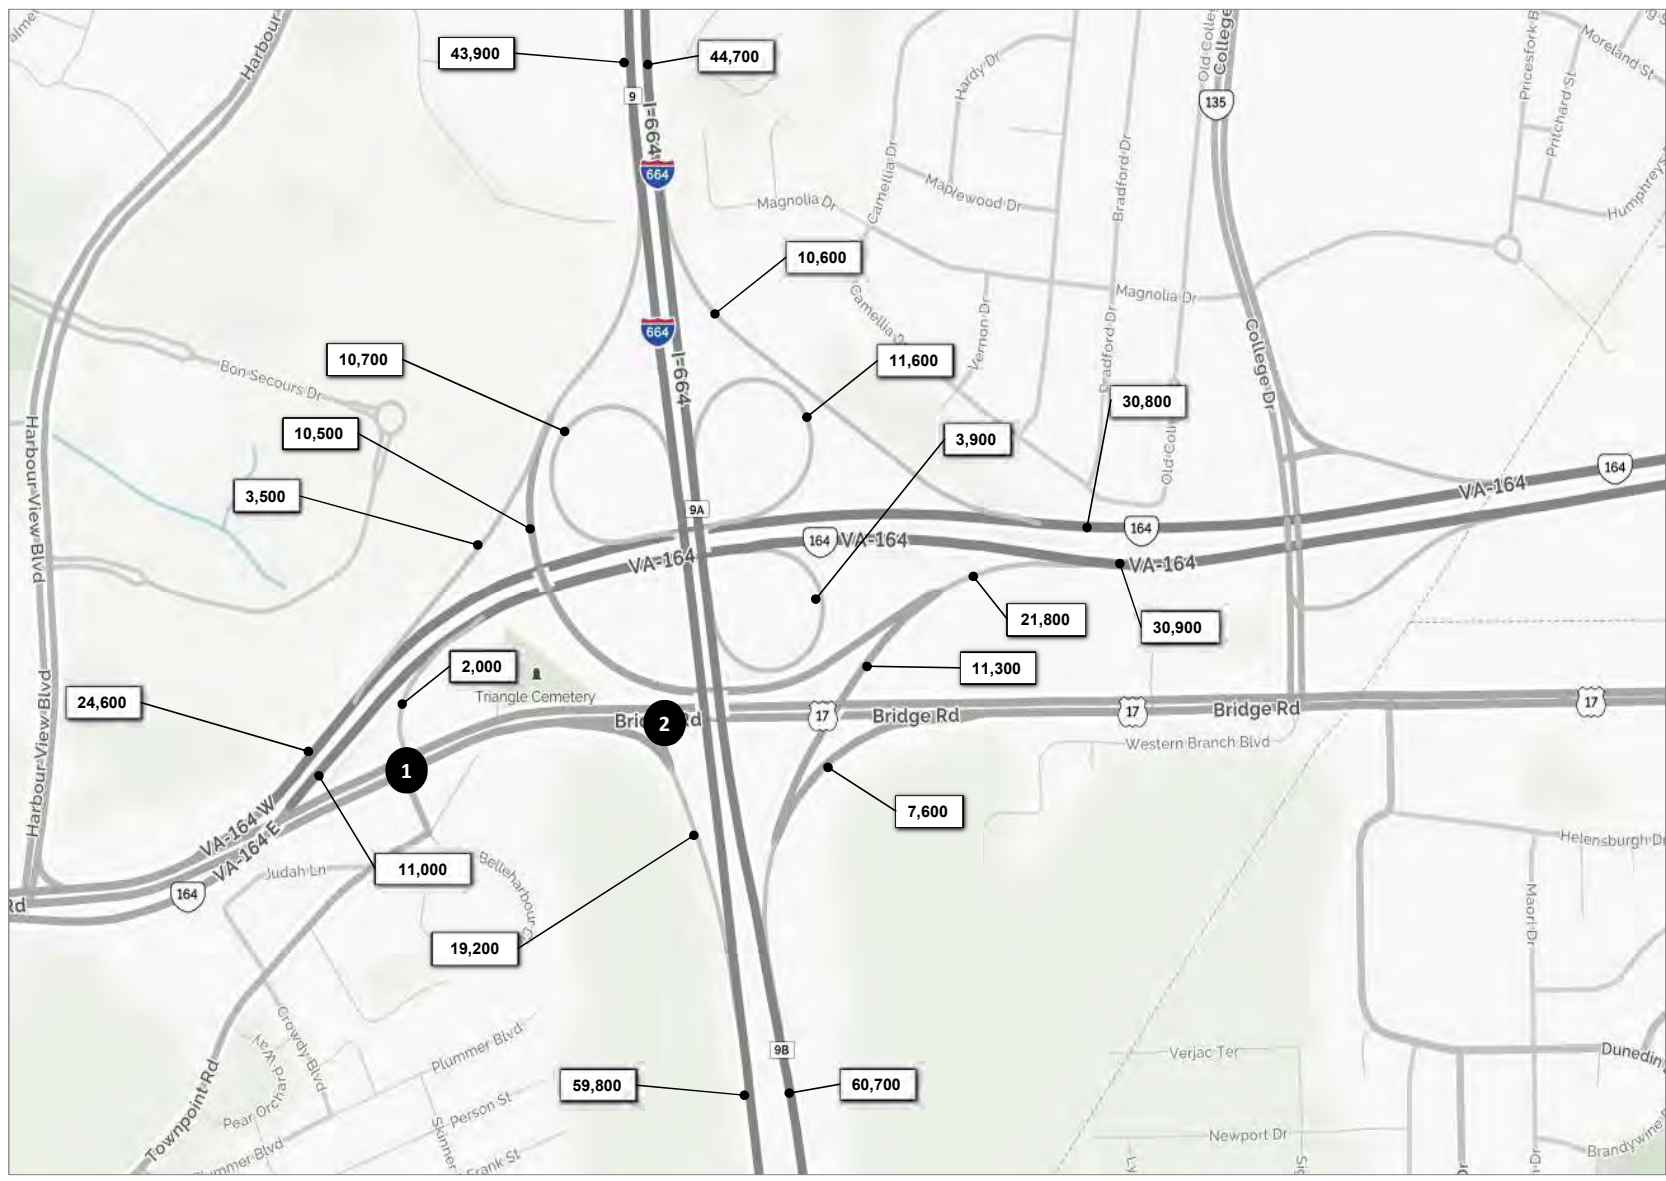 Harbour
43,900
44,700
9
I-664
664
Hardy Dr
Old Colle
College
135
Pricesfork B
Moreland St
Pritchard St
Humphreys
Camellia Dr
Maplewood Dr
Bradford Dr
Magnolia Dr
10,600
Magnolia Dr
Camellia Dr
Vernon Dr
664
I-664
Bradford Dr
College Dr
10,700
11,600
Bon Secours Dr
30,800
10,500
3,900
Old Coll
3,500
Harbour View Blvd
9A
164
VA-164
164
VA-164
164
VA-164
VA-164
21,800
30,900
2,000
11,300
Triangle Cemetery
24,600
Harbour View Blvd
2
Rd
17
Bridge Rd
17
Bridge Rd
17
Western Branch Blvd
1
7,600
VA-164 W
VA-164 E
164
Rd
Judah Ln
11,000
Belleharbour
Helensburgh Dr
Maori Dr
19,200
Crowdy Blvd
Plummer Blvd
9B
Verjac Ter
Dunedin
59,800
60,700
Townpoint Rd
Pear Orchard Way
Person St
Skinner
Plummer Blvd
Frank St
Newport Dr
Brandywine
Ly
Dr